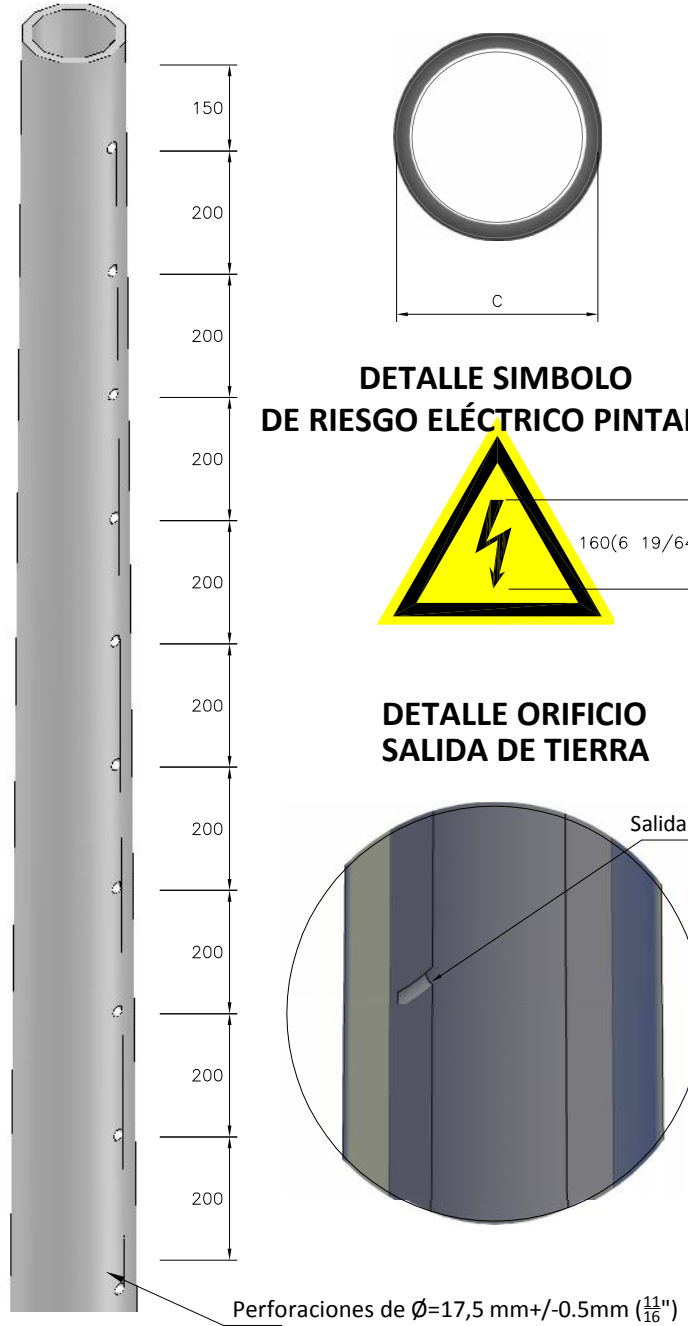 150
200
200
200
200
200
200
200
200
200
C
DETALLE SIMBOLO
DE RIESGO ELÉCTRICO
160(6 19/64
DETALLE ORIFICIO
SALIDA DE TIERRA
Salida
Perforaciones de Ø=17,5 mm+/-0.5mm (11/16")